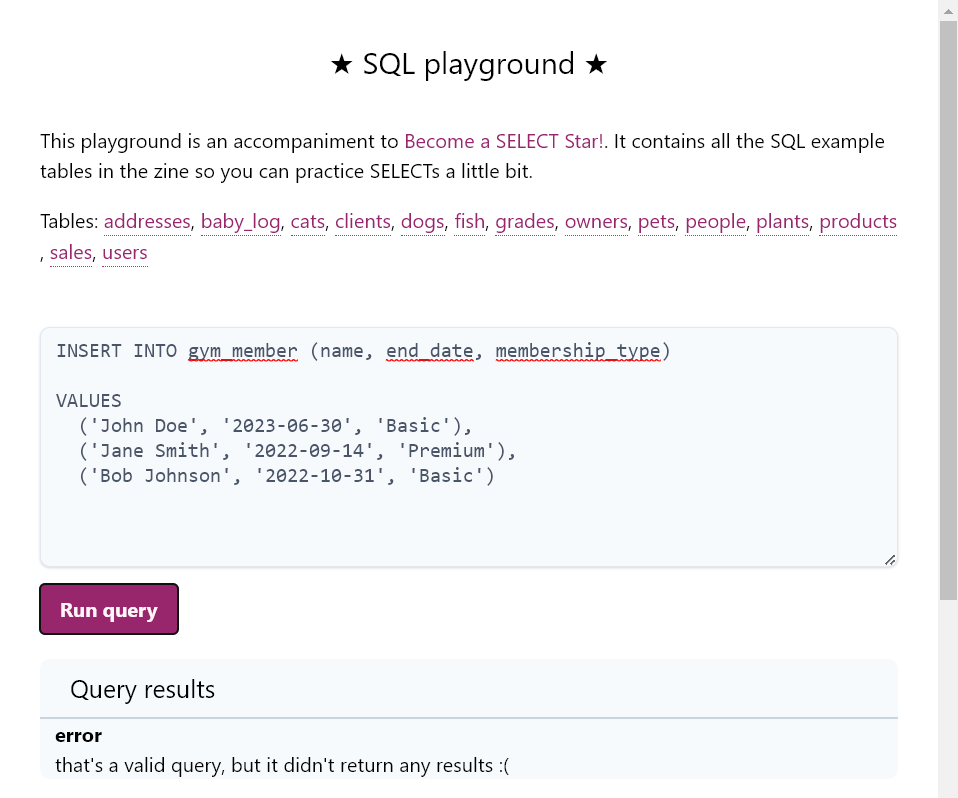 ★ SQL playground ★
This playground is an accompaniment to Become a SELECT Star!. It contains all the SQL example
tables in the zine so you can practice SELECTs a little bit.
Tables: addresses, baby_log, cats, clients, dogs, fish, grades, owners, pets, people, plants, products
, sales, users
INSERT INTO gym_member (name, end_date, membership_type)
VALUES
('John Doe', '2023-06-30', 'Basic'),
('Jane Smith', '2022-09-14', 'Premium'),
('Bob Johnson', '2022-10-31', 'Basic')
Run query
Query results
error
that's a valid query, but it didn't return any results :(